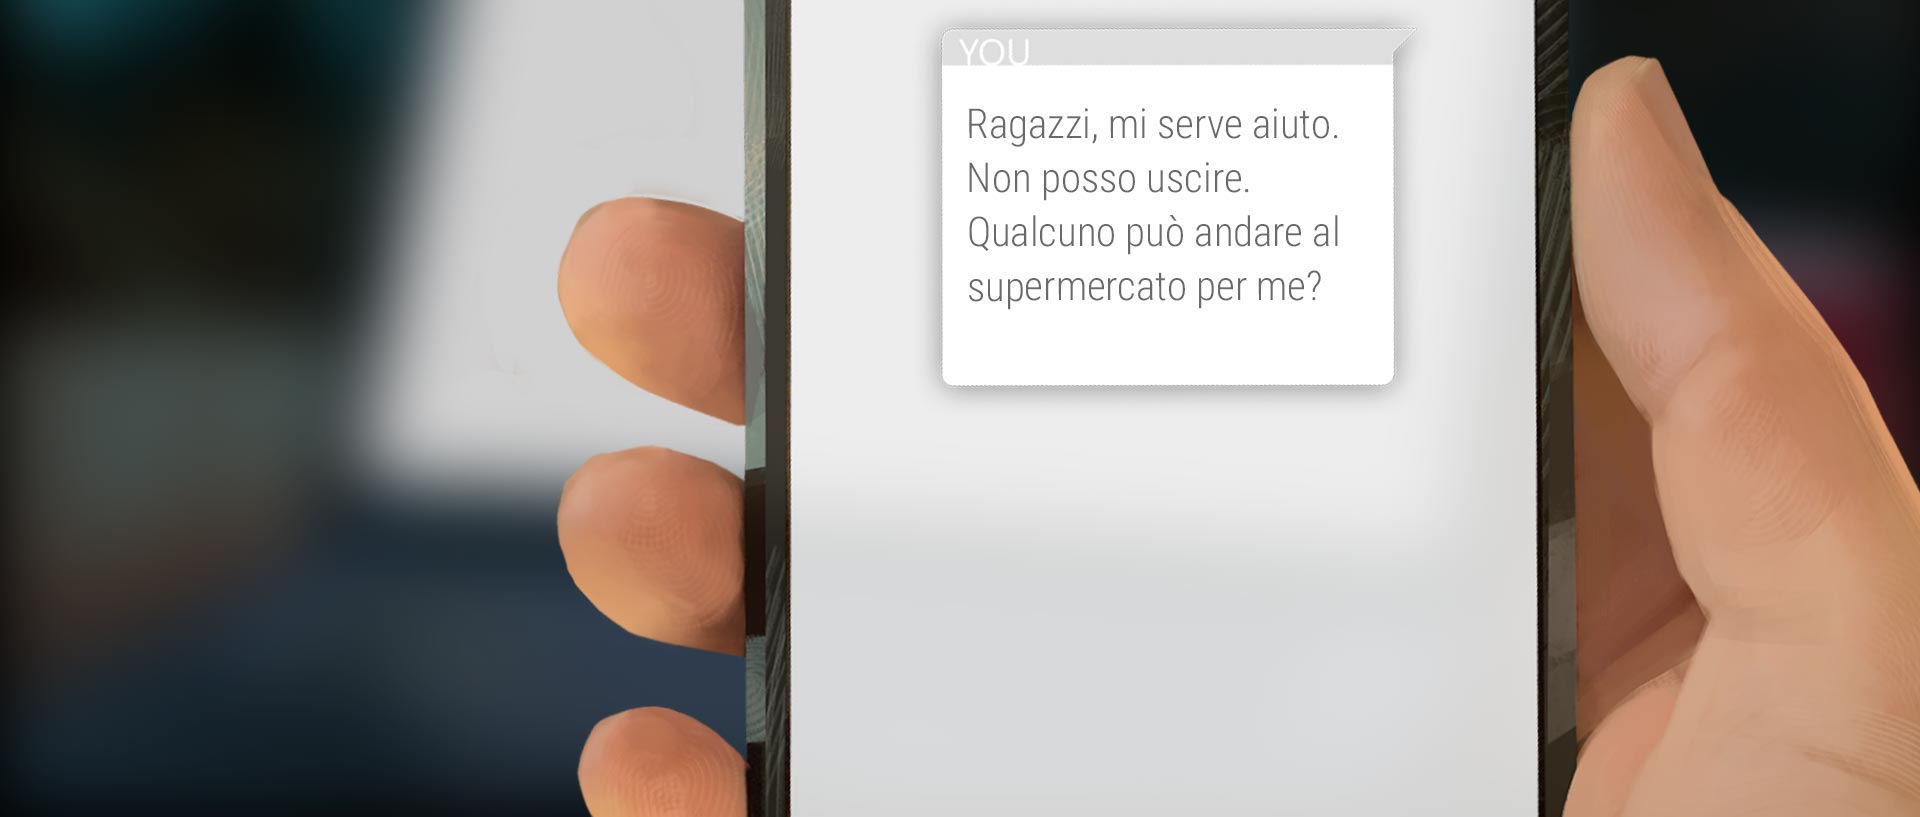 YOU
Ragazzi, mi serve aiuto.
Non posso uscire.
Qualcuno può andare al
supermercato per me?